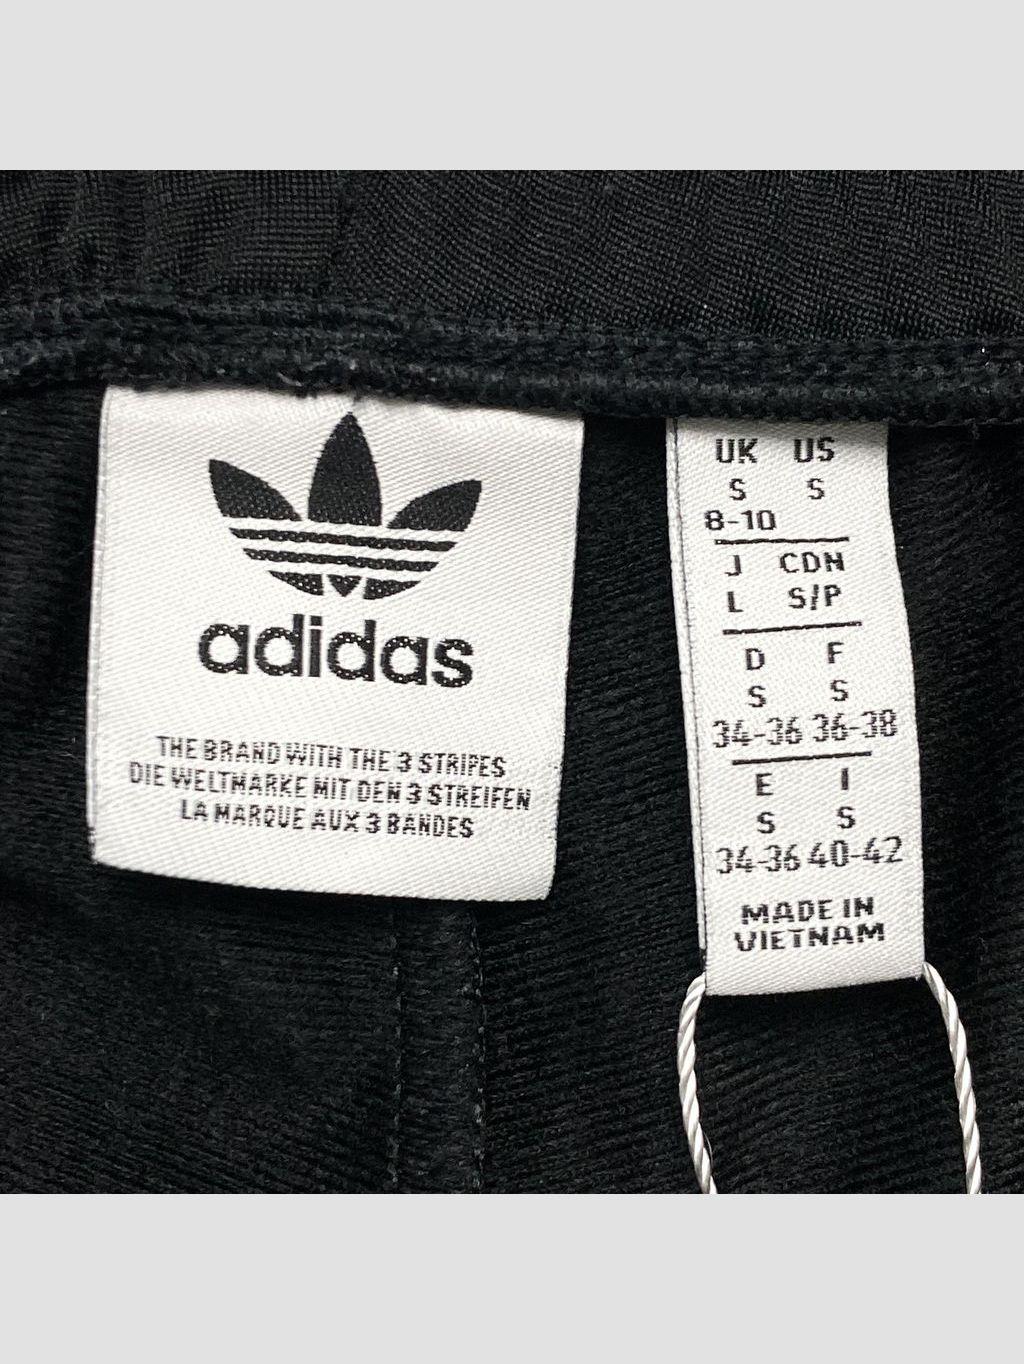 adidas
THE BRAND WITH THE 3 STRIPES
DIE WELTMARKE MIT DEN 3 STREIFEN
LA MARQUE AUX 3 BANDES
UK US
S S
8-10
J CDN
L S/P
D F
S S
34-36 36-38
E I
S S
34-36 40-42
MADE IN
VIETNAM